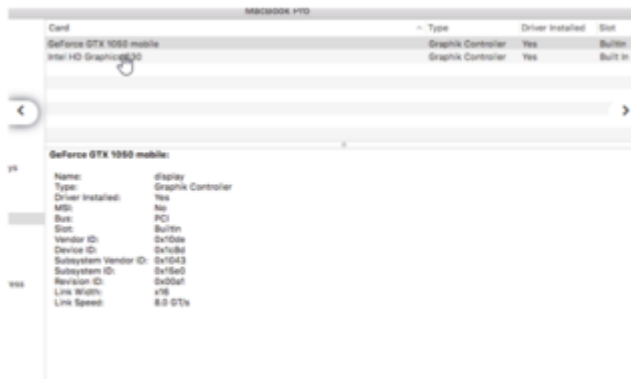 MacBook Pro
Card Type Driver Installed Slot
GeForce GTX 1050 mobile Graphik Controller Yes Builtin
Intel HD Graphics 630 Graphik Controller Yes Built In
GeForce GTX 1050 mobile:
Name: display
Type: Graphik Controller
Driver Installed: Yes
MSI: No
Bus: PCI
Slot: Builtin
Vendor ID: 0x10de
Device ID: 0x1c8d
Subsystem Vendor ID: 0x1043
Subsystem ID: 0x15e0
Revision ID: 0x00a1
Link Width: x16
Link Speed: 8.0 GT/s